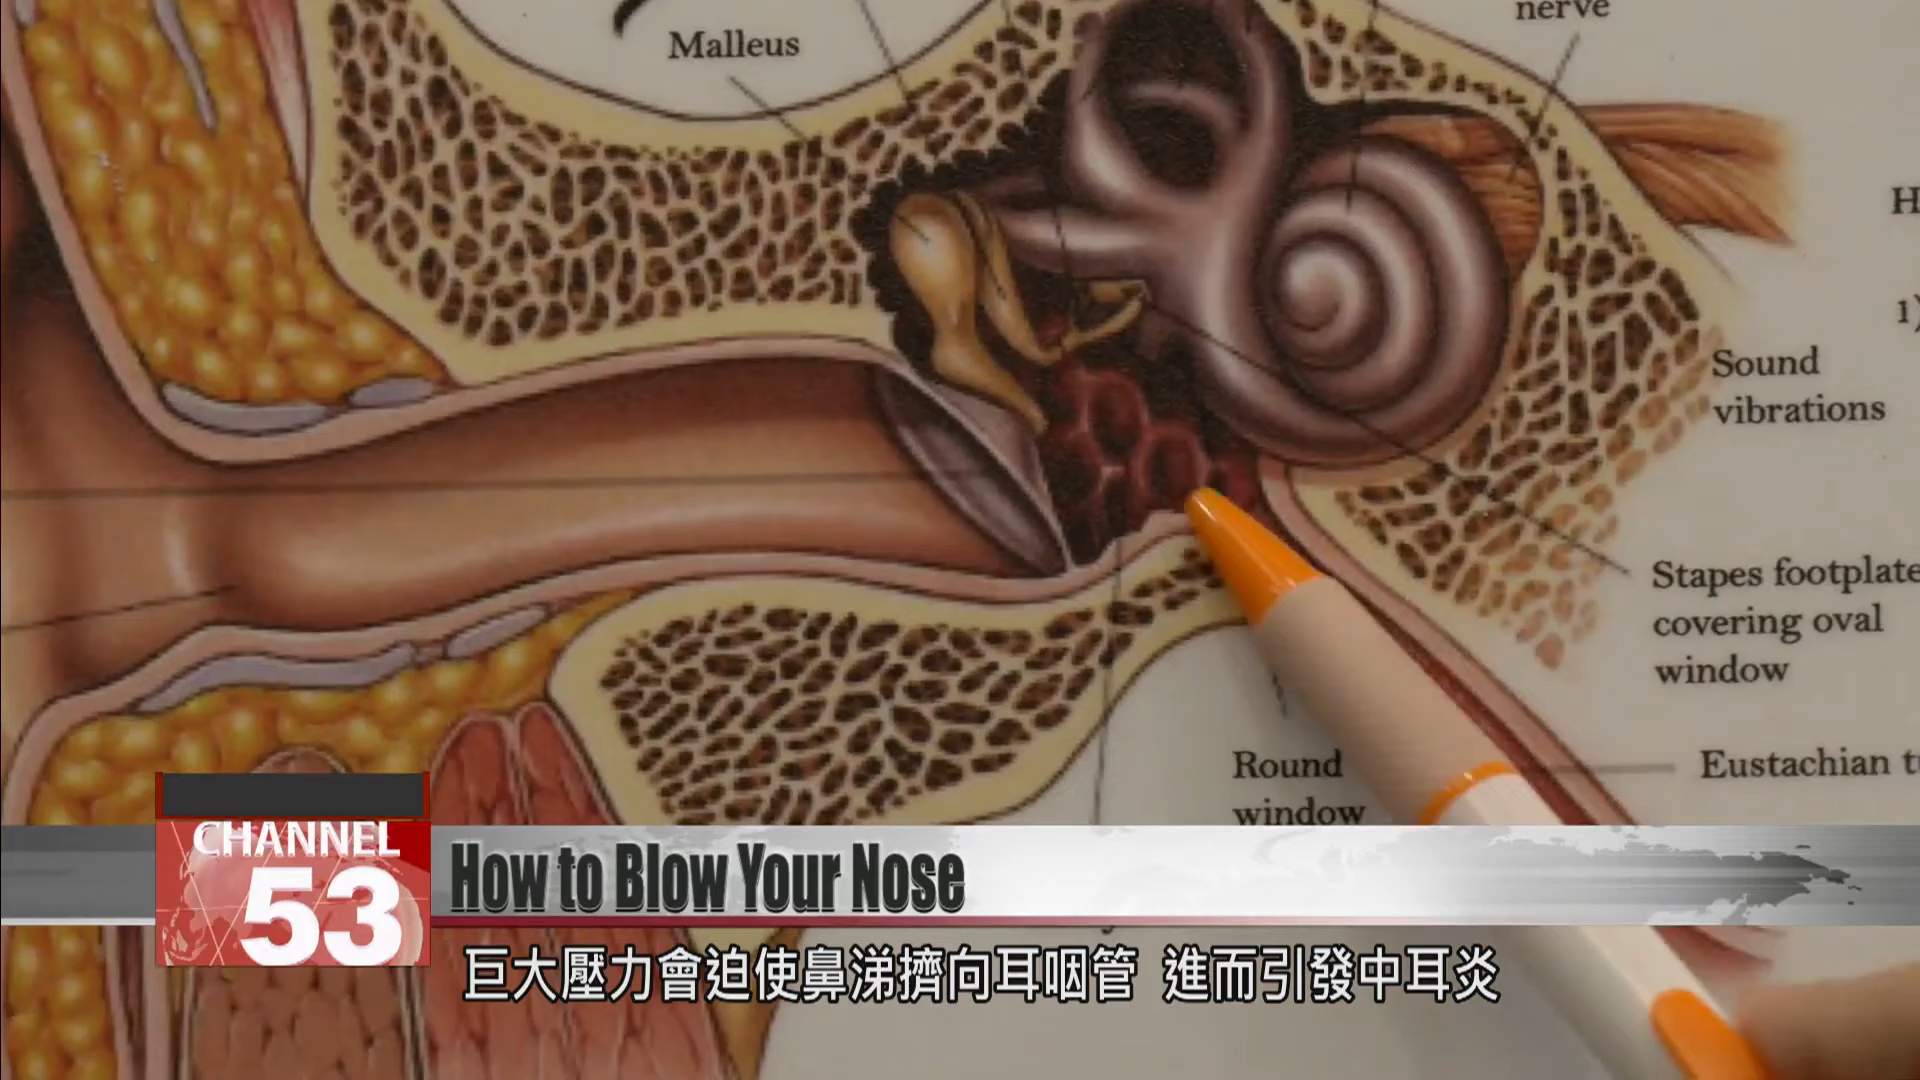 nerve
Malleus
H
1)
Sound
vibrations
Stapes footplate
covering oval
window
Round
window
Eustachian t
CHANNEL
53
How to Blow Your Nose
巨大壓力會迫使鼻涕擠向耳咽管 進而引發中耳炎